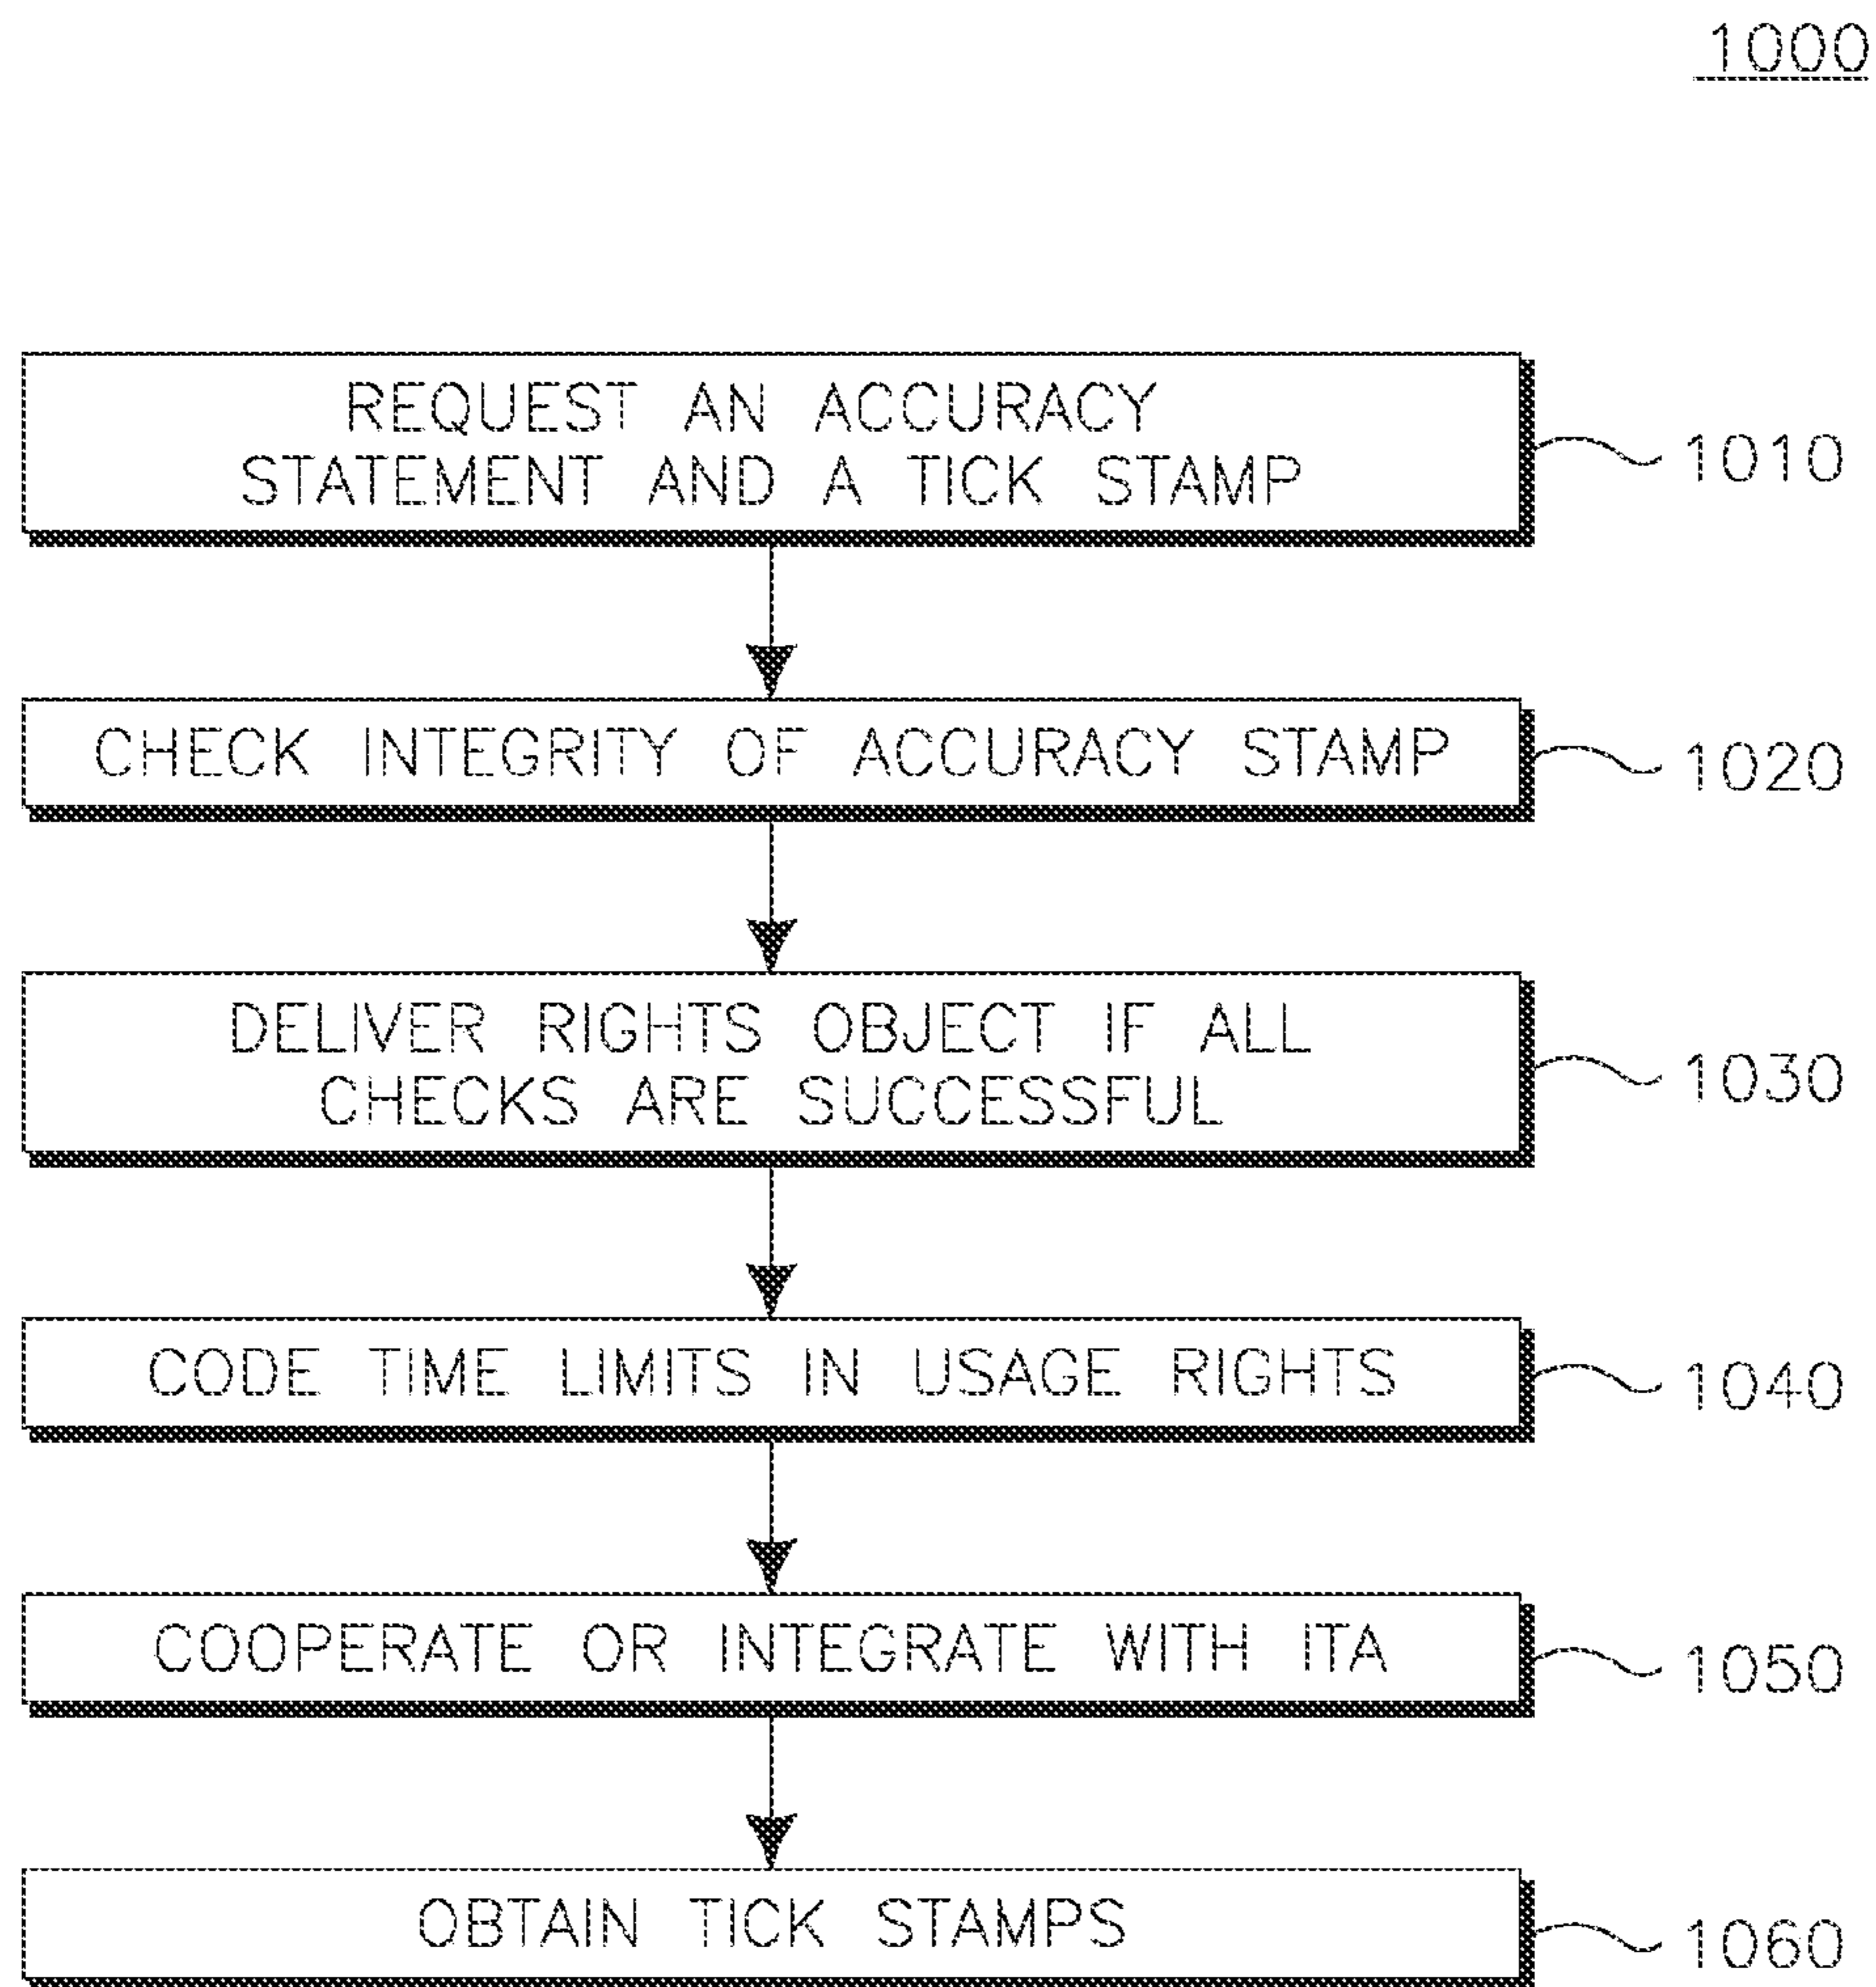 1000
REQUEST AN ACCURACY
STATEMENT AND A TICK STAMP
1010
CHECK INTEGRITY OF ACCURACY STAMP
1020
DELIVER RIGHTS OBJECT IF ALL
CHECKS ARE SUCCESSFUL
1030
CODE TIME LIMITS IN USAGE RIGHTS
1040
COOPERATE OR INTEGRATE WITH ITA
1050
OBTAIN TICK STAMPS
1060